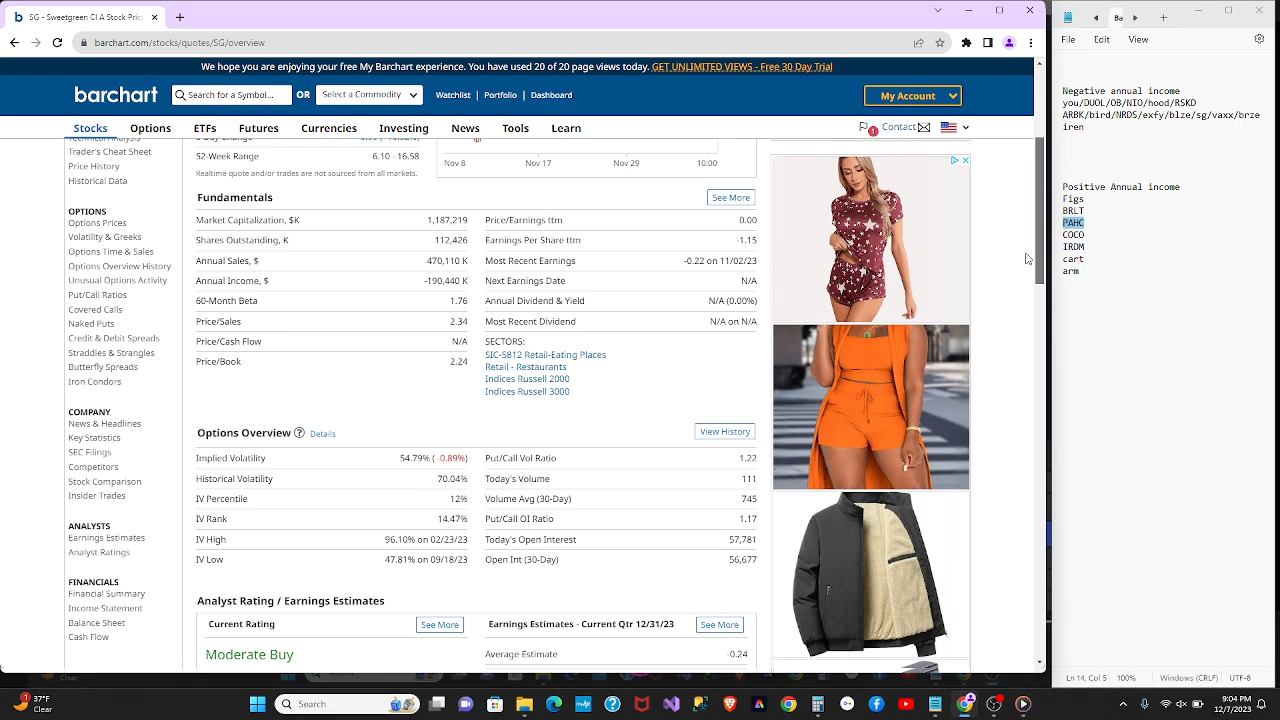 SG - Sweetgreen Cl A Stock Price
barchart.com/stocks/quotes/SG/overview
We hope you are enjoying your free My Barchart experience. You have used 20 of 20 page views today. GET UNLIMITED VIEWS - Free 30 Day Trial
barchart
Search for a Symbol...
OR
Select a Commodity
Watchlist | Portfolio | Dashboard
My Account
Stocks Options ETFs Futures Currencies Investing News Tools Learn
1 Contact
Trader's Cheat Sheet
Price History
Historical Data
OPTIONS
Options Prices
Volatility & Greeks
Options Time & Sales
Options Overview History
Unusual Options Activity
Put/Call Ratios
Covered Calls
Naked Puts
Credit & Debit Spreads
Straddles & Strangles
Butterfly Spreads
Iron Condors
COMPANY
News & Headlines
Key Statistics
SEC Filings
Competitors
Stock Comparison
Insider Trades
ANALYSTS
Earnings Estimates
Analyst Ratings
FINANCIALS
Financial Summary
Income Statement
Balance Sheet
Cash Flow
52-Week Range 6.10 - 16.58
Realtime quote and/or trades are not sourced from all markets.
Nov 8 Nov 17 Nov 29 10:00
Fundamentals
See More
Market Capitalization, $K 1,187,219
Shares Outstanding, K 112,426
Annual Sales, $ 470,110 K
Annual Income, $ -190,440 K
60-Month Beta 1.76
Price/Sales 2.34
Price/Cash Flow N/A
Price/Book 2.24
Price/Earnings ttm 0.00
Earnings Per Share ttm -1.15
Most Recent Earnings -0.22 on 11/02/23
Next Earnings Date N/A
Annual Dividend & Yield N/A (0.00%)
Most Recent Dividend N/A on N/A
SECTORS:
SIC-5812 Retail-Eating Places
Retail - Restaurants
Indices Russell 2000
Indices Russell 3000
Options Overview Details
View History
Implied Volatility 54.79% ( -0.89%)
Historical Volatility 70.04%
IV Percentile 12%
IV Rank 14.47%
IV High 96.10% on 02/23/23
IV Low 47.81% on 09/18/23
Put/Call Vol Ratio 1.22
Today's Volume 111
Volume Avg (30-Day) 745
Put/Call OI Ratio 1.17
Today's Open Interest 57,781
Open Int (30-Day) 56,677
Analyst Rating / Earnings Estimates
Current Rating
See More
Moderate Buy
Earnings Estimates - Current Qtr 12/31/23
See More
Average Estimate -0.24
Ba
File Edit View
Negative annual income
you/DUOL/OB/NIO/hood/RSKD
ARBK/bird/NRDS/exfy/blze/sg/vaxx/brze
iren
Positive Annual income
Figs
BRLT
PAHC
COCO
IRDM
cart
arm
Ln 14, Col 5 100% Windows (CRLF) UTF-8
1
37°F
Clear
Search
9:04 PM
12/7/2023